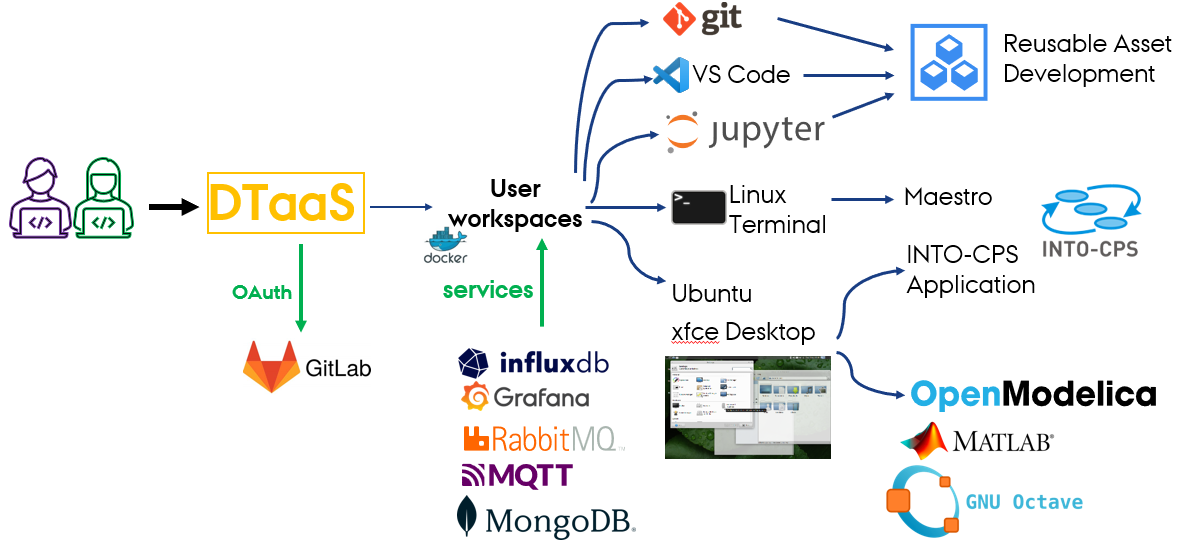 git
VS Code
jupyter
Reusable Asset
Development
DTaaS
User
workspaces
docker
Linux
Terminal
Maestro
INTO-CPS
INTO-CPS
Application
OAuth
services
Ubuntu
xfce Desktop
GitLab
influxdb
Grafana
RabbitMQ™
MQTT
MongoDB®
OpenModelica
MATLAB®
GNU Octave